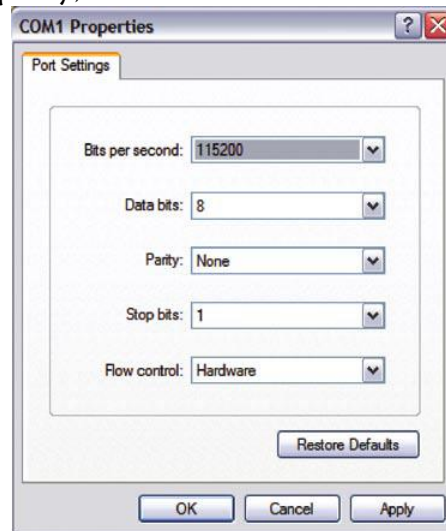 COM1 Properties
Port Settings
Bits per second: 115200
Data bits: 8
Parity: None
Stop bits: 1
Flow control: Hardware
Restore Defaults
OK Cancel Apply